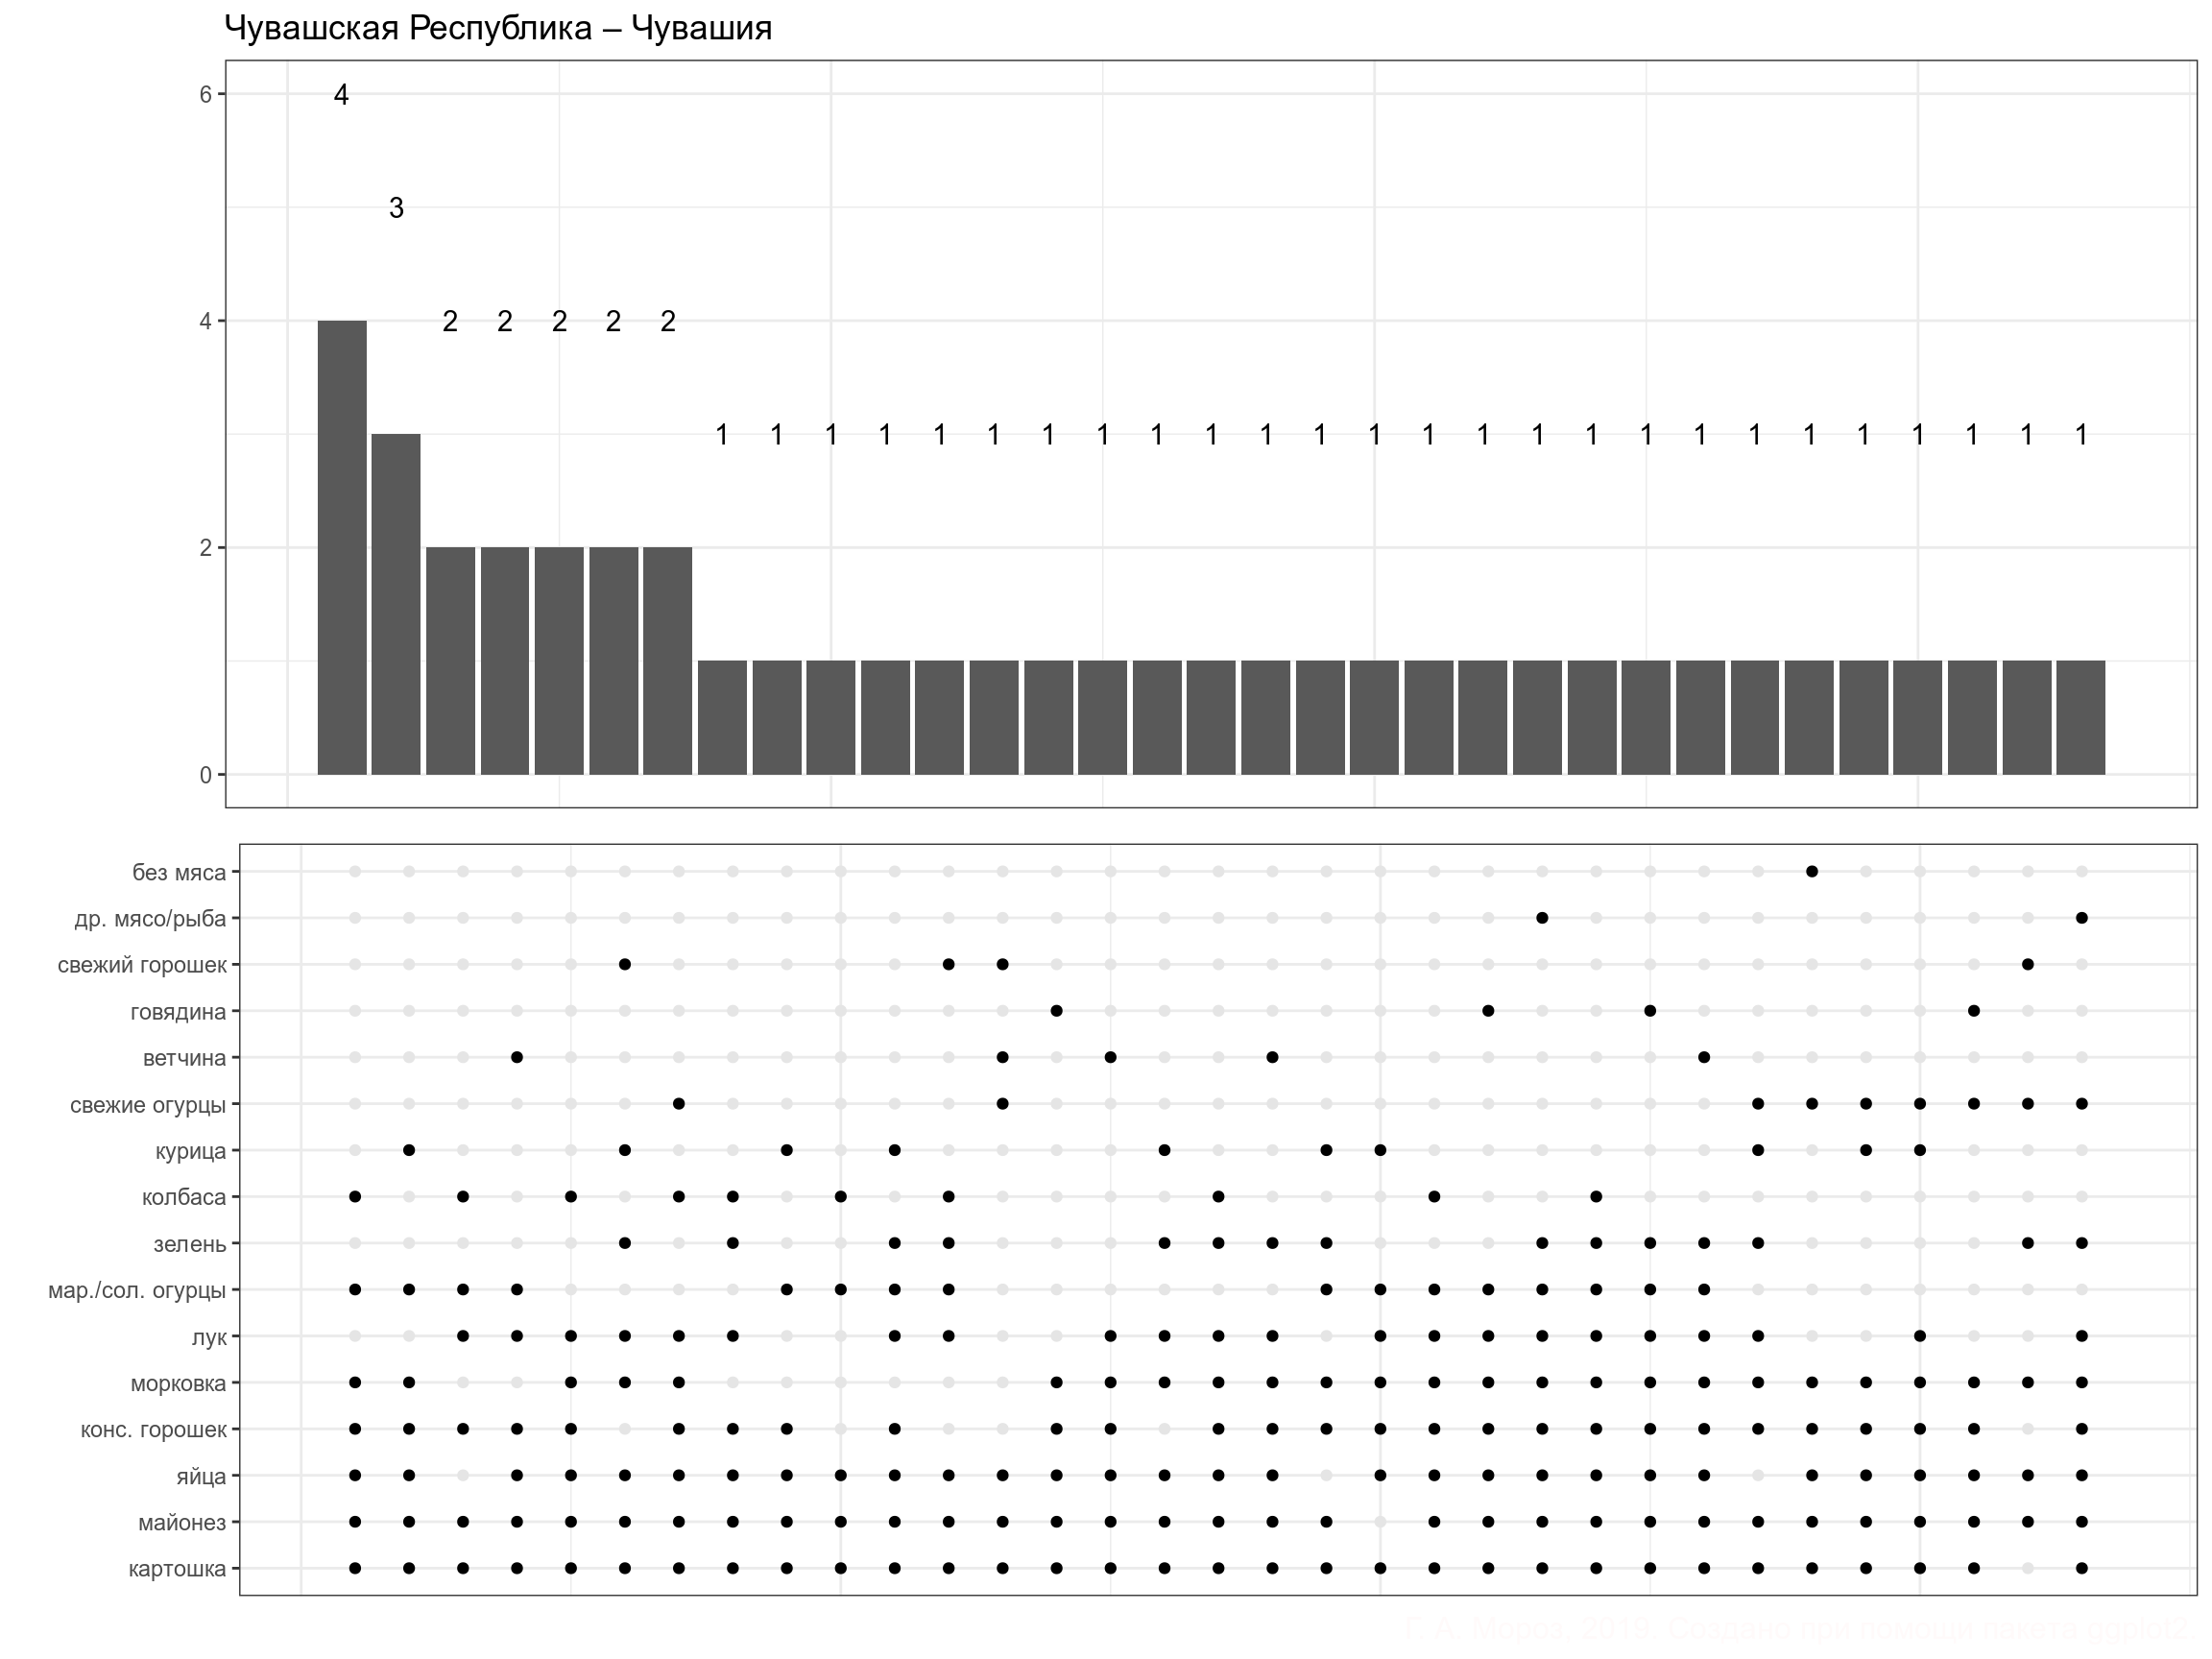 Чувашская Республика – Чувашия
6
4
2
0
4
3
2 2 2 2 2
1 1 1 1 1 1 1 1 1 1 1 1 1 1 1 1 1 1 1 1 1 1 1 1 1 1
без мяса
др. мясо/рыба
свежий горошек
говядина
ветчина
свежие огурцы
курица
колбаса
зелень
мар./сол. огурцы
лук
морковка
конс. горошек
яйца
майонез
картошка
Г. А. Мороз, 2019. Создано при помощи пакета ggplot2.